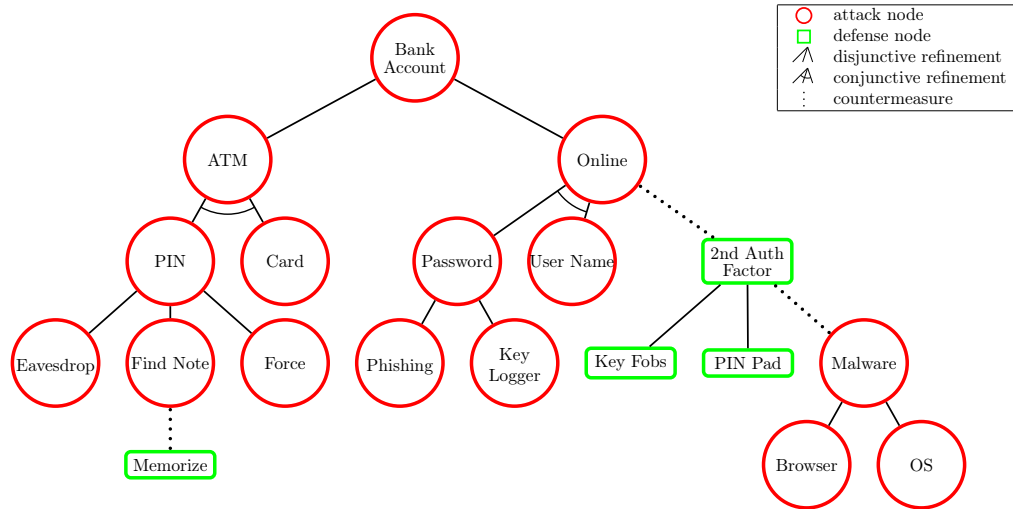 Bank
Account
attack node
defense node
disjunctive refinement
conjunctive refinement
countermeasure
ATM
Online
PIN
Card
Password
User Name
2nd Auth
Factor
Eavesdrop
Find Note
Force
Phishing
Key
Logger
Key Fobs
PIN Pad
Malware
Memorize
Browser
OS